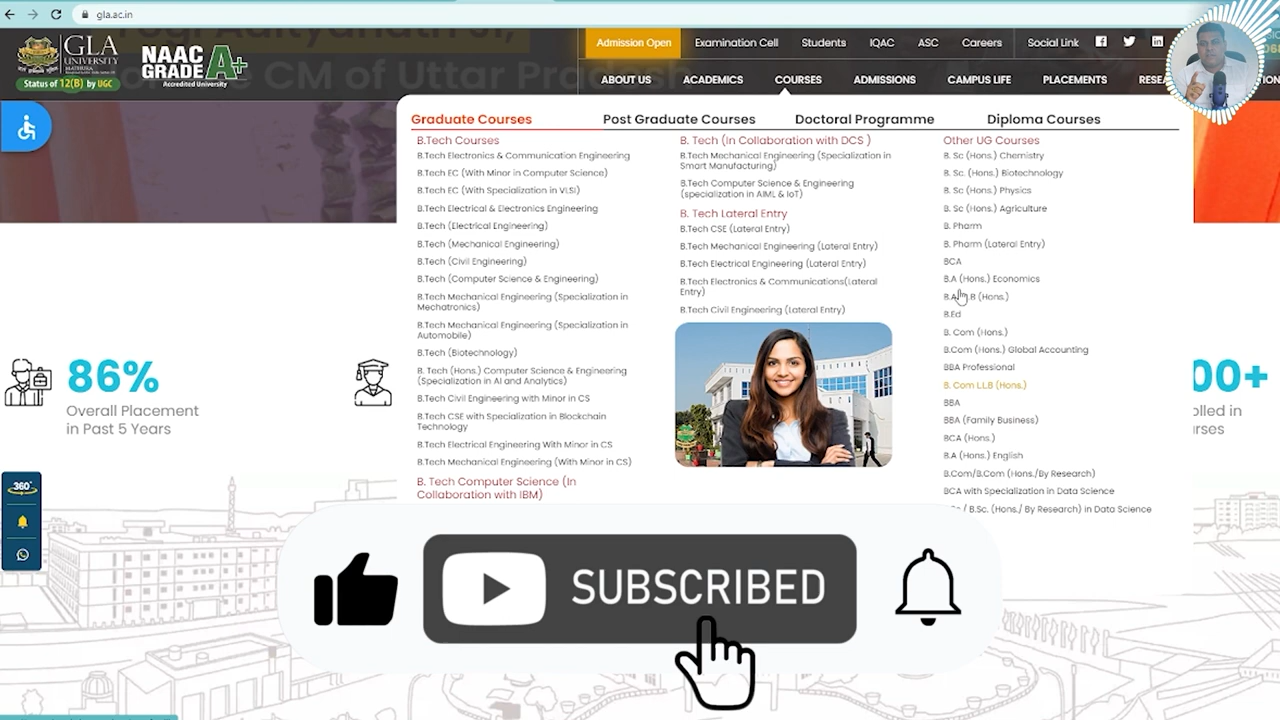 gla.ac.in
Yogi Adityanath Ji,
CM of Uttar Pradesh
GLA
UNIVERSITY
MATHURA
Status of 12(B) by UGC
NAAC
GRADE A+
Accredited University
Admission Open
Examination Cell
Students
IQAC
ASC
Careers
Social Link
ABOUT US
ACADEMICS
COURSES
ADMISSIONS
CAMPUS LIFE
PLACEMENTS
Graduate Courses
Post Graduate Courses
Doctoral Programme
Diploma Courses
B.Tech Courses
B.Tech Electronics & Communication Engineering
B.Tech EC (With Minor in Computer Science)
B.Tech EC (With Specialization in VLSI)
B.Tech Electrical & Electronics Engineering
B.Tech (Electrical Engineering)
B.Tech (Mechanical Engineering)
B.Tech (Civil Engineering)
B.Tech (Computer Science & Engineering)
B.Tech Mechanical Engineering (Specialization in
Mechatronics)
B.Tech Mechanical Engineering (Specialization in
Automobile)
B.Tech (Biotechnology)
B. Tech (Hons.) Computer Science & Engineering
(Specialization in AI and Analytics)
B.Tech Civil Engineering with Minor in CS
B.Tech CSE with Specialization in Blockchain
Technology
B.Tech Electrical Engineering With Minor in CS
B.Tech Mechanical Engineering (With Minor in CS)
B. Tech Computer Science (In
Collaboration with IBM)
B. Tech (In Collaboration with DCS )
B.Tech Mechanical Engineering (Specialization in
Smart Manufacturing)
B.Tech Computer Science & Engineering
(specialization in AIML & IoT)
B. Tech Lateral Entry
B.Tech CSE (Lateral Entry)
B.Tech Mechanical Engineering (Lateral Entry)
B.Tech Electrical Engineering (Lateral Entry)
B.Tech Electronics & Communications(Lateral
Entry)
B.Tech Civil Engineering (Lateral Entry)
Other UG Courses
B. Sc (Hons.) Chemistry
B. Sc. (Hons.) Biotechnology
B. Sc (Hons.) Physics
B. Sc (Hons.) Agriculture
B. Pharm
B. Pharm (Lateral Entry)
BCA
B.A (Hons.) Economics
(Hons.)
B.Ed
B. Com (Hons.)
B.Com (Hons.) Global Accounting
BBA Professional
B. Com L.L.B (Hons.)
BBA
BBA (Family Business)
BCA (Hons.)
B.A (Hons.) English
B.Com/B.Com (Hons./By Research)
BCA with Specialization in Data Science
/ B.Sc. (Hons./ By Research) in Data Science
86%
Overall Placement
in Past 5 Years
00+
360°
SUBSCRIBED